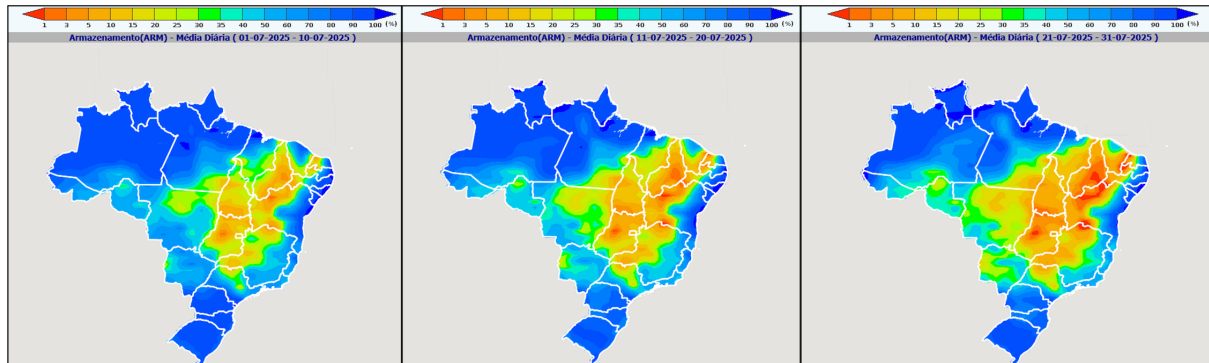 1 3 5 10 15 20 25 30 35 40 50 60 70 80 90 100 (%)
Armazenamento(ARM) - Média Diária ( 01-07-2025 - 10-07-2025 )
1 3 5 10 15 20 25 30 35 40 50 60 70 80 90 100 (%)
Armazenamento(ARM) - Média Diária ( 11-07-2025 - 20-07-2025 )
1 3 5 10 15 20 25 30 35 40 50 60 70 80 90 100 (%)
Armazenamento(ARM) - Média Diária ( 21-07-2025 - 31-07-2025 )